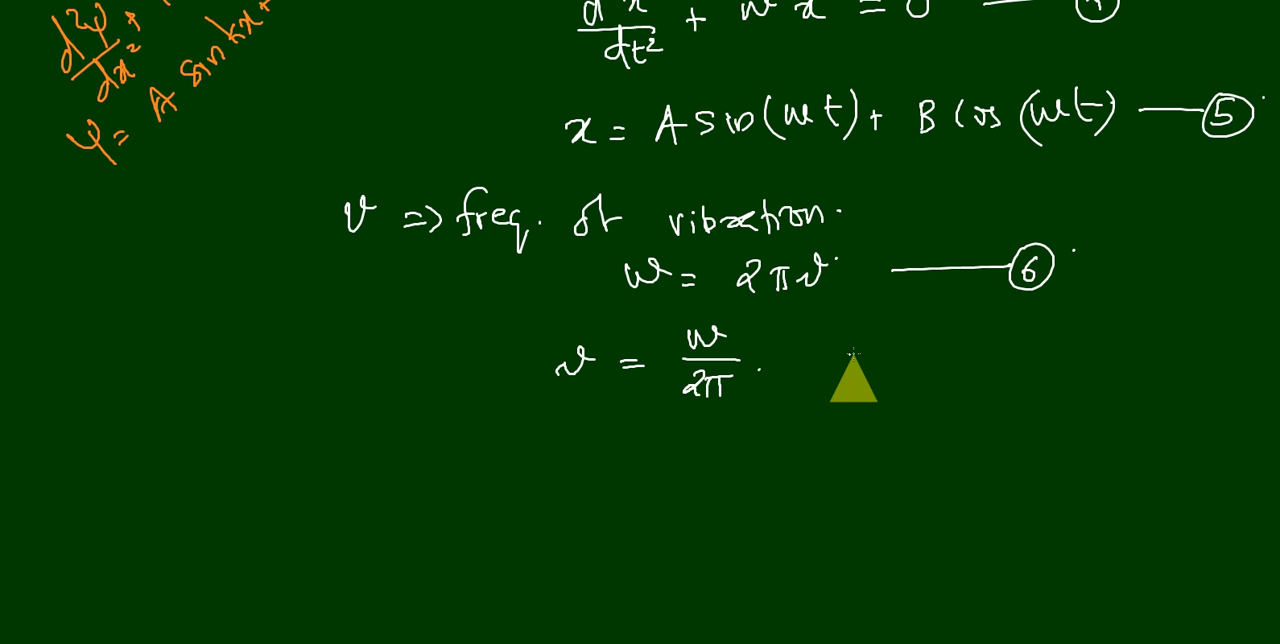 d²x/dt² + ωx = 0 —— ④
d²ψ/dx² +
ψ = A sin kx +
x = A Sin(ωt) + B Cos(ωt) —— ⑤
ν => freq. of vibration.
ω = 2πν —— ⑥
ν = ω/2π.